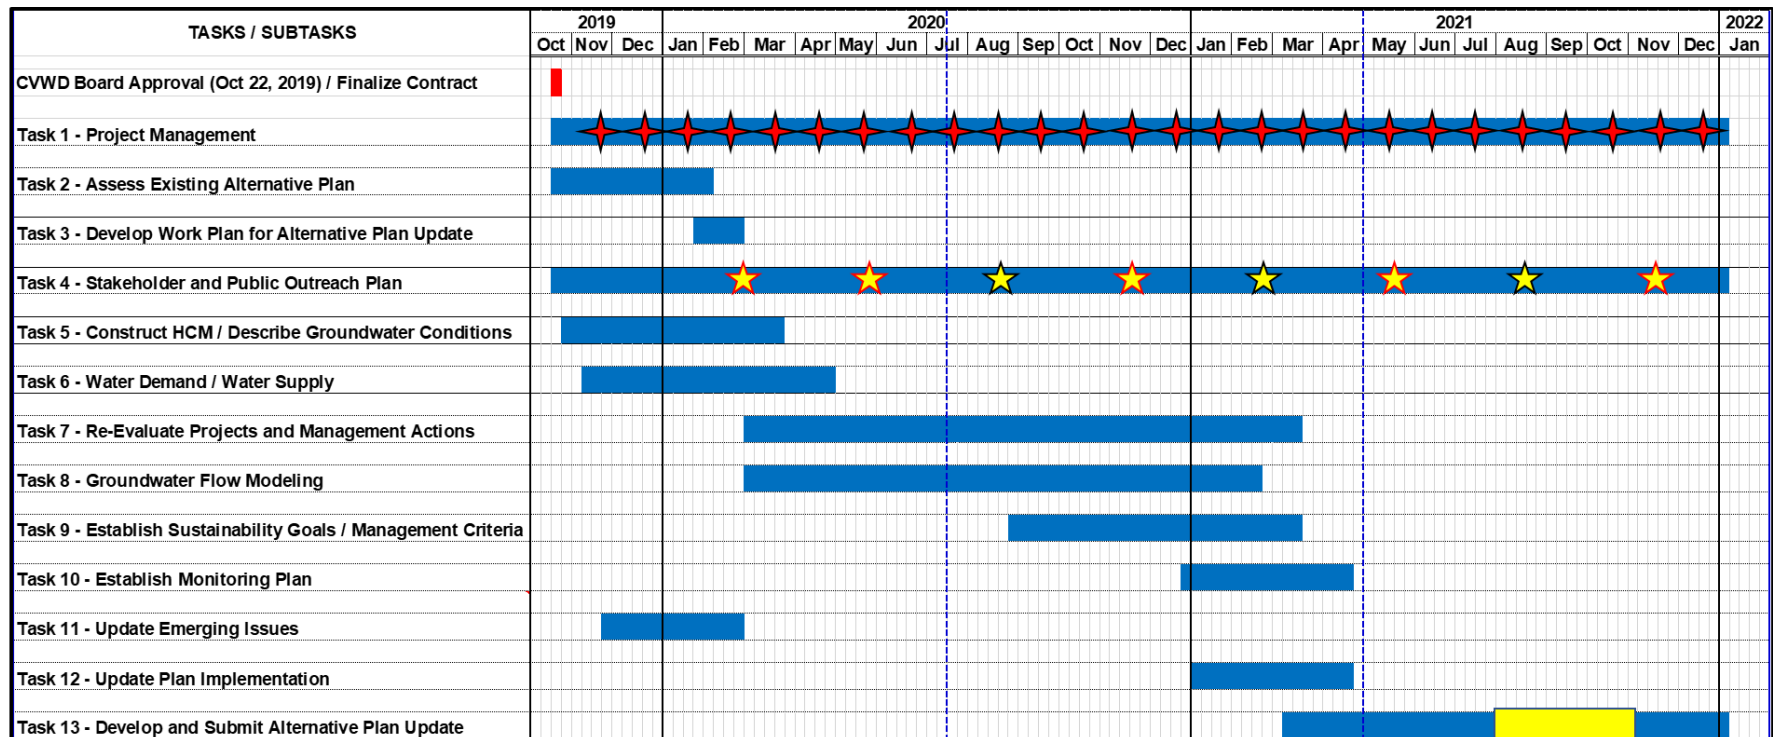 TASKS / SUBTASKS
2019 2020 2021 2022
Oct Nov Dec Jan Feb Mar Apr May Jun Jul Aug Sep Oct Nov Dec Jan Feb Mar Apr May Jun Jul Aug Sep Oct Nov Dec Jan
CVWD Board Approval (Oct 22, 2019) / Finalize Contract
Task 1 - Project Management
Task 2 - Assess Existing Alternative Plan
Task 3 - Develop Work Plan for Alternative Plan Update
Task 4 - Stakeholder and Public Outreach Plan
Task 5 - Construct HCM / Describe Groundwater Conditions
Task 6 - Water Demand / Water Supply
Task 7 - Re-Evaluate Projects and Management Actions
Task 8 - Groundwater Flow Modeling
Task 9 - Establish Sustainability Goals / Management Criteria
Task 10 - Establish Monitoring Plan
Task 11 - Update Emerging Issues
Task 12 - Update Plan Implementation
Task 13 - Develop and Submit Alternative Plan Update